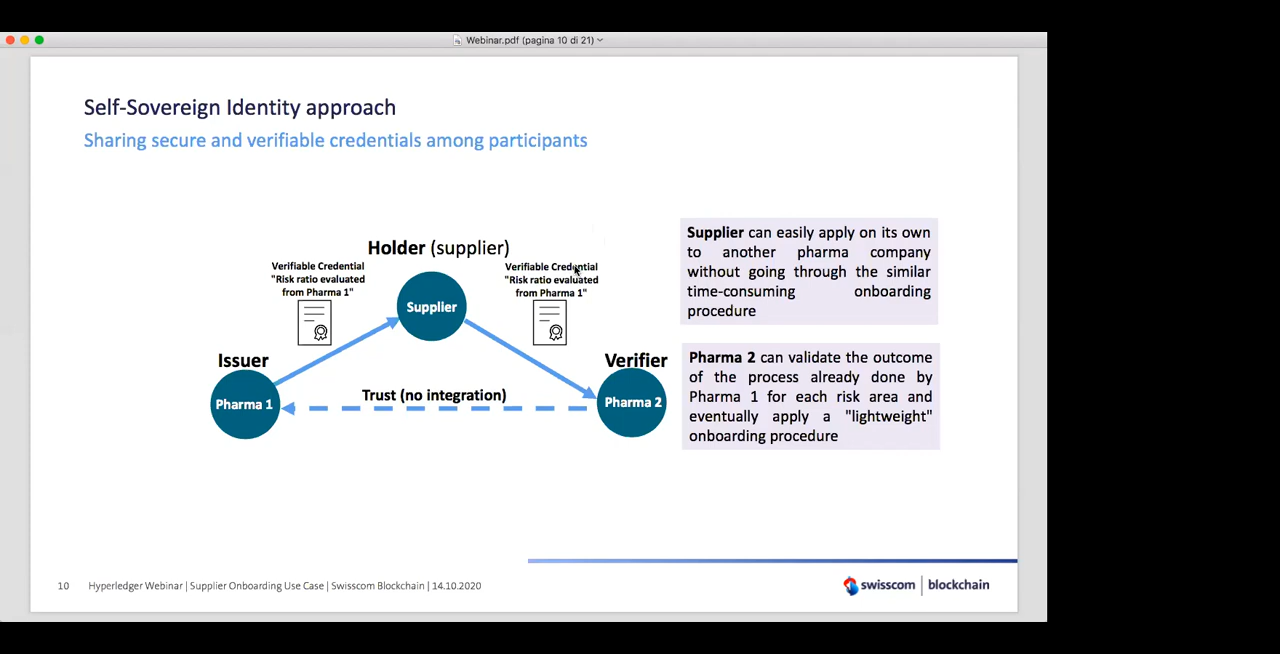 Webinar.pdf (pagina 10 di 21)
Self-Sovereign Identity approach
Sharing secure and verifiable credentials among participants
Holder (supplier)
Verifiable Credential
"Risk ratio evaluated
from Pharma 1"
Supplier
Verifiable Credential
"Risk ratio evaluated
from Pharma 1"
Issuer
Pharma 1
Trust (no integration)
Verifier
Pharma 2
Supplier can easily apply on its own
to another pharma company
without going through the similar
time-consuming onboarding
procedure
Pharma 2 can validate the outcome
of the process already done by
Pharma 1 for each risk area and
eventually apply a "lightweight"
onboarding procedure
10 Hyperledger Webinar | Supplier Onboarding Use Case | Swisscom Blockchain | 14.10.2020
swisscom | blockchain